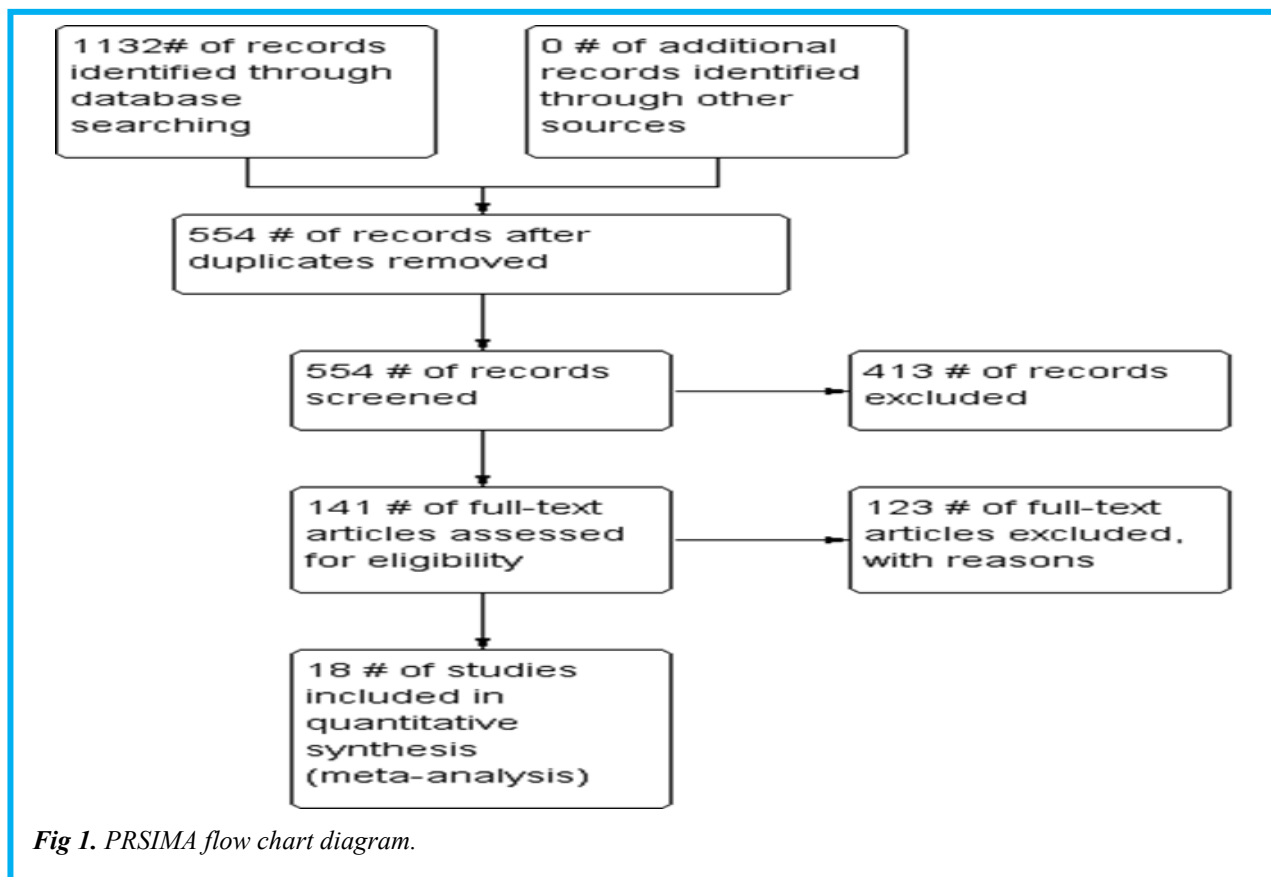 1132# of records
identified through
database
searching
0 # of additional
records identified
through other
sources
554 # of records after
duplicates removed
554 # of records
screened
413 # of records
excluded
141 # of full-text
articles assessed
for eligibility
123 # of full-text
articles excluded,
with reasons
18 # of studies
included in
quantitative
synthesis
(meta-analysis)
Fig 1. PRSIMA flow chart diagram.